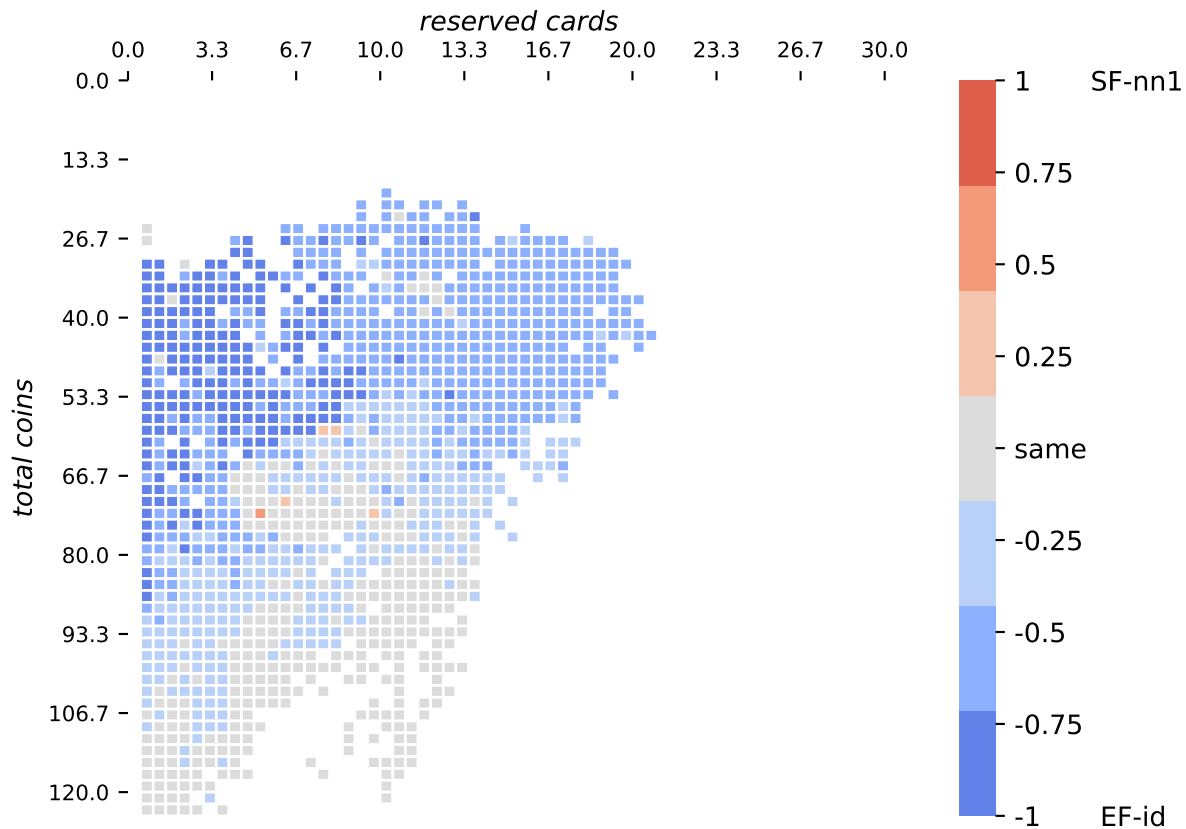 reserved cards
0.0 3.3 6.7 10.0 13.3 16.7 20.0 23.3 26.7 30.0
total coins
0.0
13.3
26.7
40.0
53.3
66.7
80.0
93.3
106.7
120.0
1 SF-nn1
0.75
0.5
0.25
same
-0.25
-0.5
-0.75
-1 EF-id